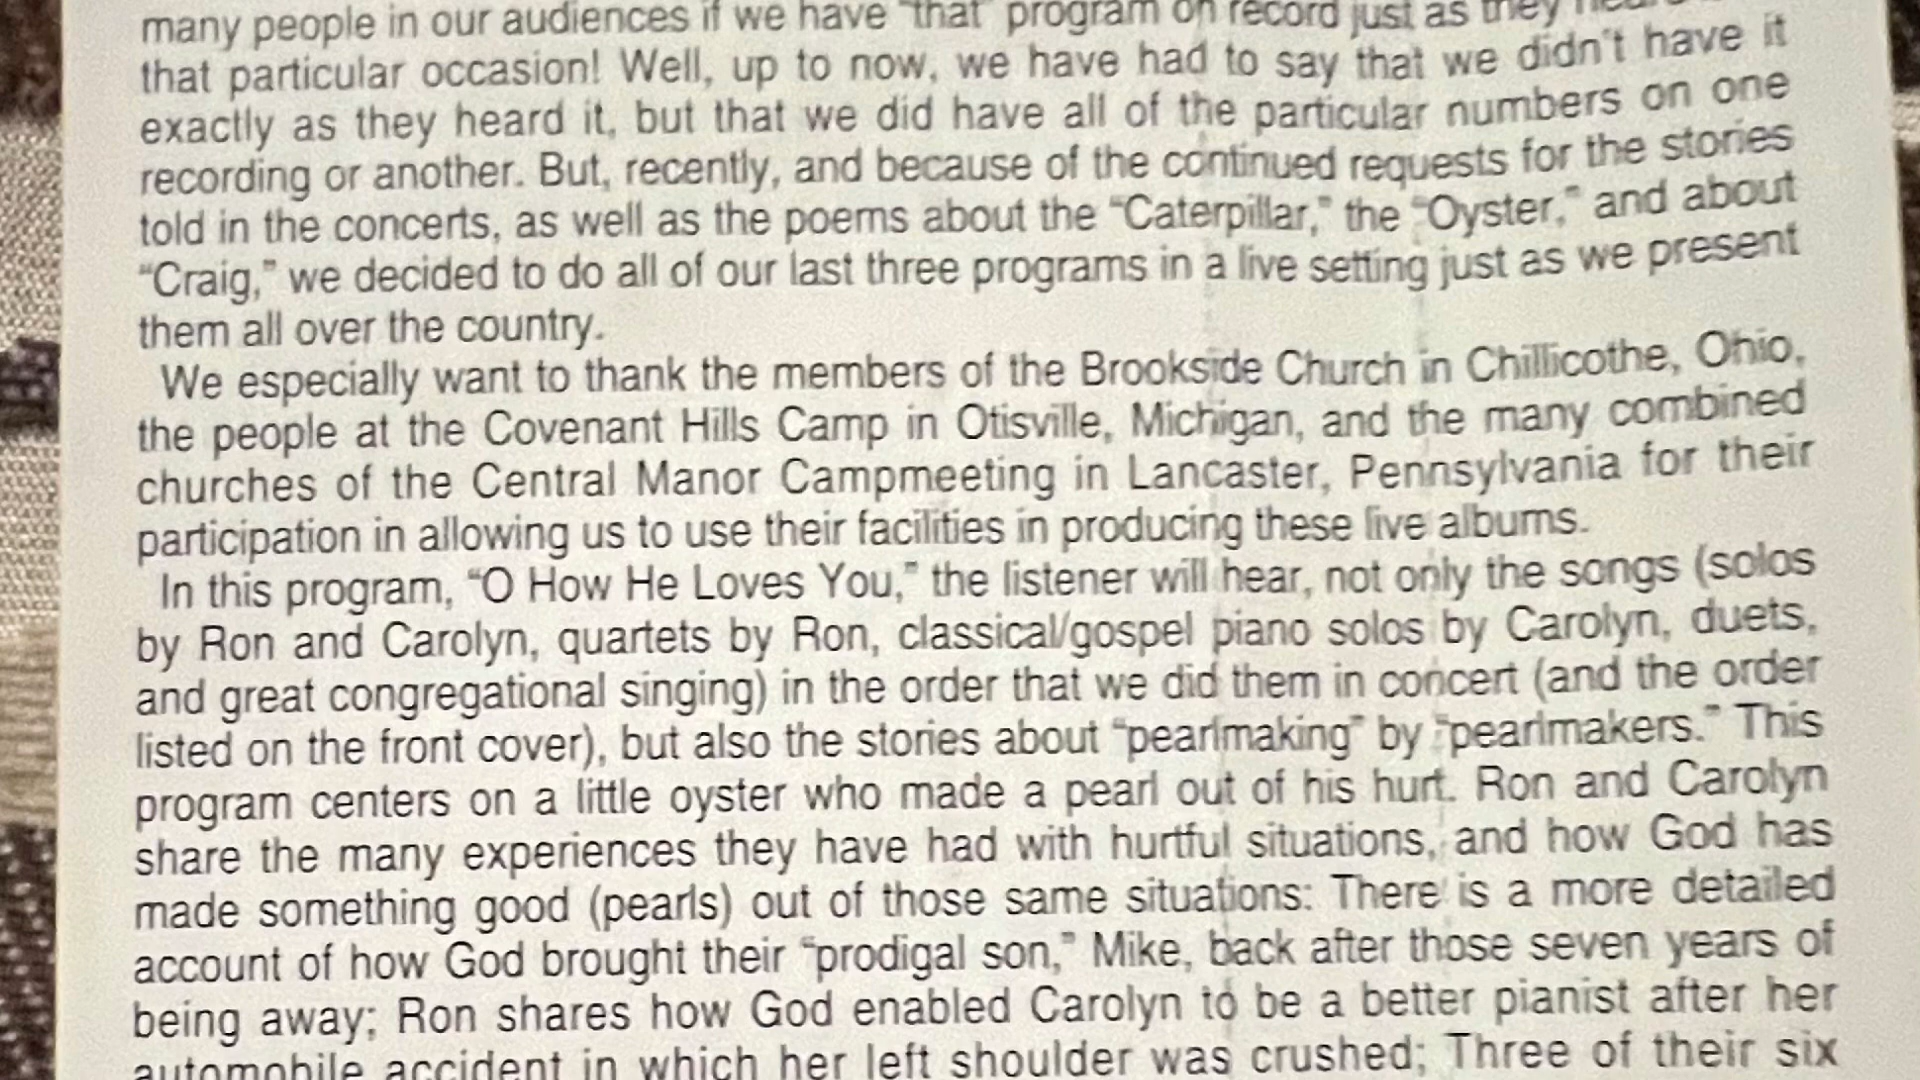 many people in our audiences if we have "that" program on record just as they
that particular occasion! Well, up to now, we have had to say that we didn't have it
exactly as they heard it, but that we did have all of the particular numbers on one
recording or another. But, recently, and because of the continued requests for the stories
told in the concerts, as well as the poems about the "Caterpillar," the "Oyster," and about
"Craig," we decided to do all of our last three programs in a live setting just as we present
them all over the country.
We especially want to thank the members of the Brookside Church in Chillicothe, Ohio,
the people at the Covenant Hills Camp in Otisville, Michigan, and the many combined
churches of the Central Manor Campmeeting in Lancaster, Pennsylvania for their
participation in allowing us to use their facilities in producing these live albums.
In this program, "O How He Loves You," the listener will hear, not only the songs (solos
by Ron and Carolyn, quartets by Ron, classical/gospel piano solos by Carolyn, duets,
and great congregational singing) in the order that we did them in concert (and the order
listed on the front cover), but also the stories about "pearlmaking" by "pearlmakers." This
program centers on a little oyster who made a pearl out of his hurt. Ron and Carolyn
share the many experiences they have had with hurtful situations, and how God has
made something good (pearls) out of those same situations: There is a more detailed
account of how God brought their "prodigal son," Mike, back after those seven years of
being away; Ron shares how God enabled Carolyn to be a better pianist after her
automobile accident in which her left shoulder was crushed; Three of their six